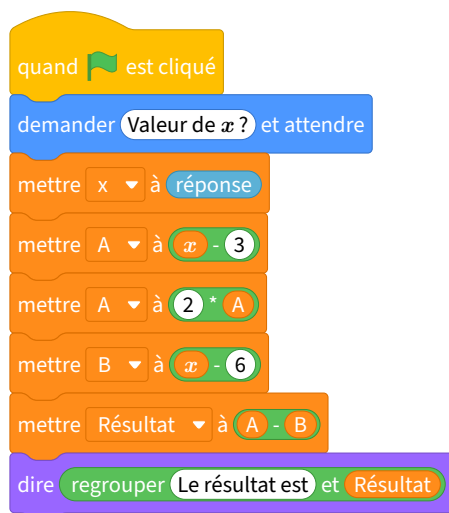 quand est cliqué
demander Valeur de x ? et attendre
mettre x à réponse
mettre A à x - 3
mettre A à 2 * A
mettre B à x - 6
mettre Résultat à A - B
dire regrouper Le résultat est et Résultat